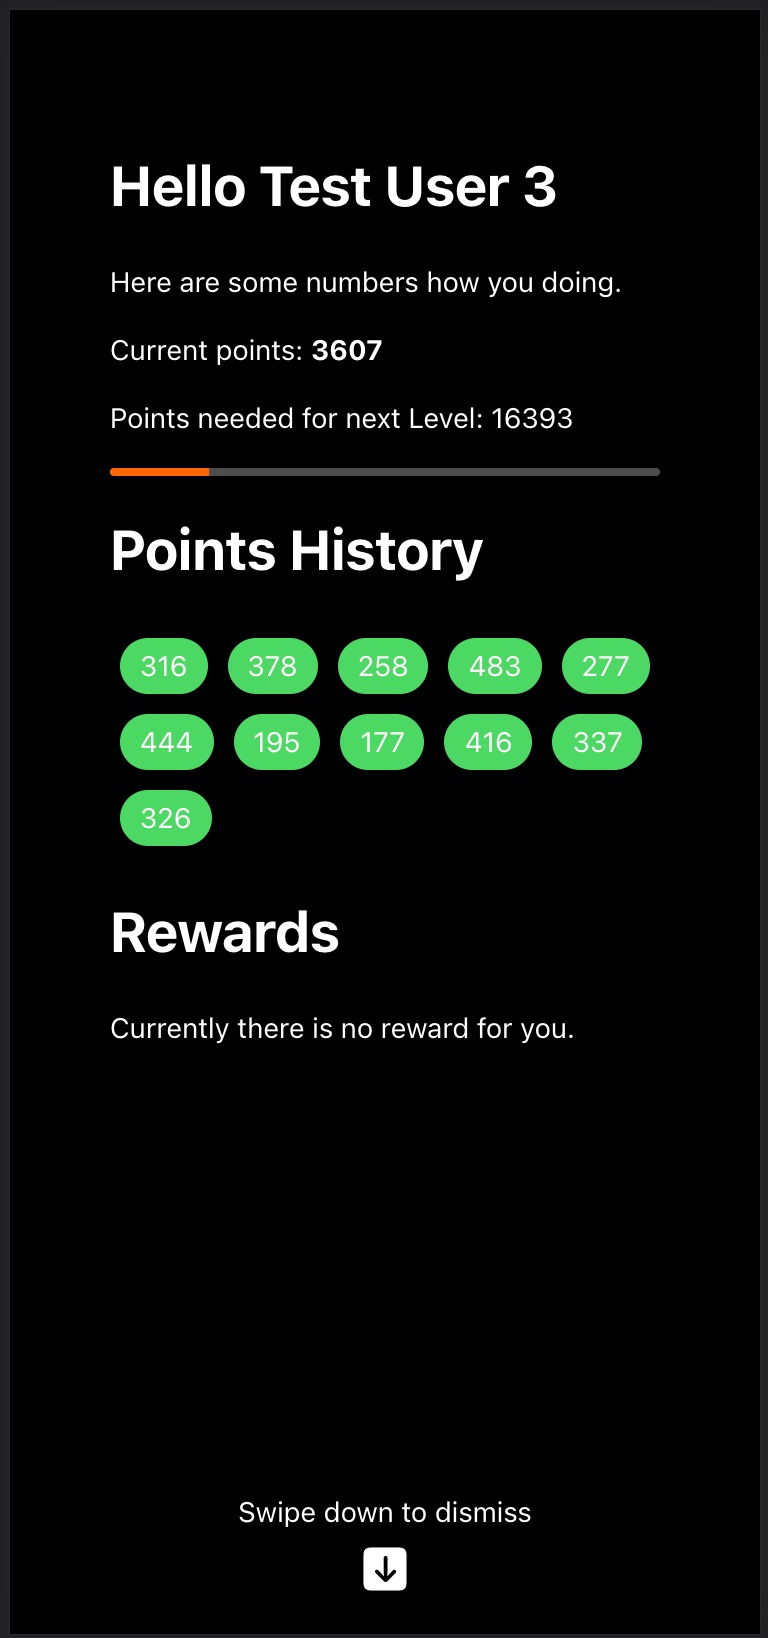 Hello Test User 3
Here are some numbers how you doing.
Current points: 3607
Points needed for next Level: 16393
Points History
316 378 258 483 277
444 195 177 416 337
326
Rewards
Currently there is no reward for you.
Swipe down to dismiss